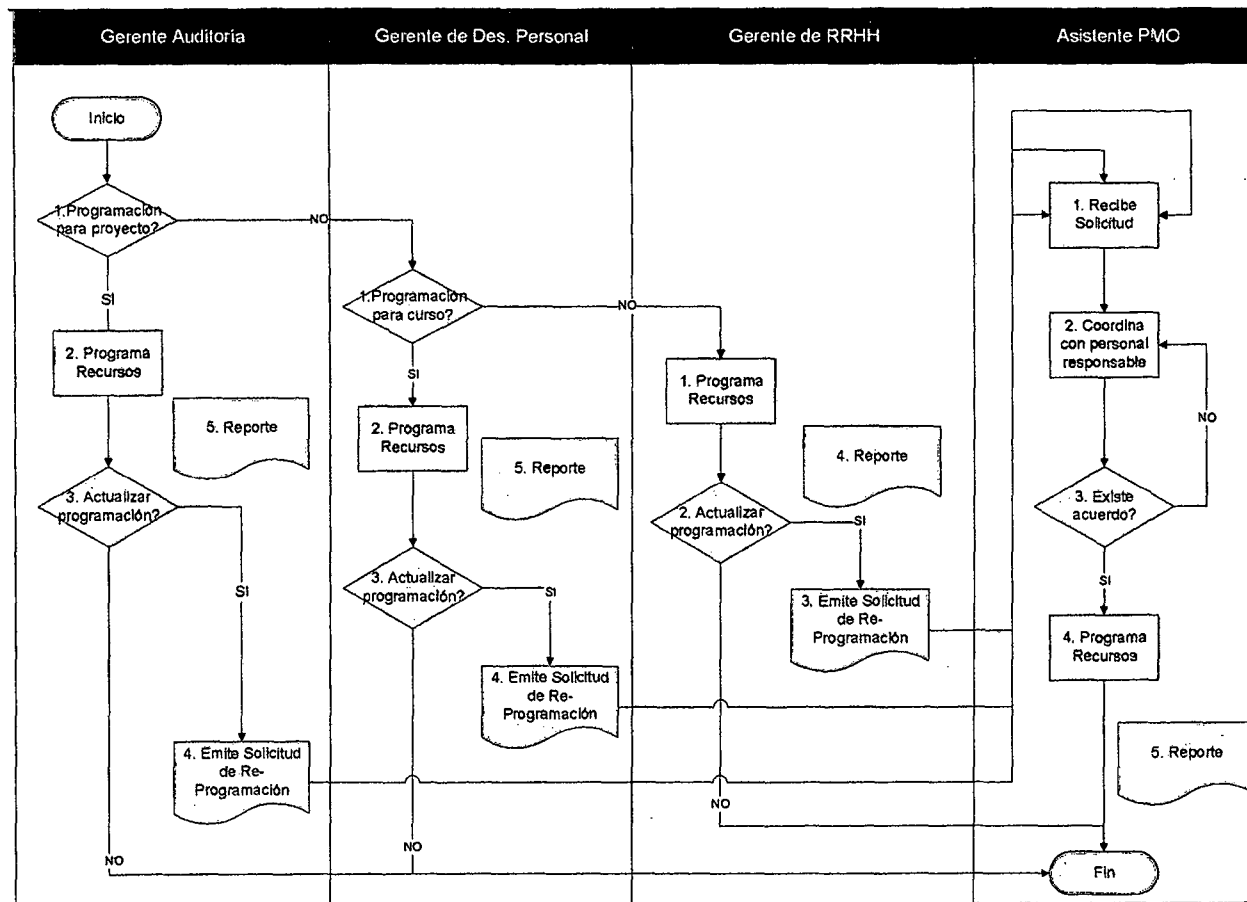 Gerente Auditoria
Gerente de Des. Personal
Gerente de RRHH
Asistente PMO
Inicio
1.Programación
para proyecto?
NO
SI
2. Programa
Recursos
5. Reporte
3. Actualizar
programación?
SI
4. Emite Solicitud
de Re-
Programación
NO
1.Programación
para curso?
NO
SI
2. Programa
Recursos
5. Reporte
3. Actualizar
programación?
SI
4. Emite Solicitud
de Re-
Programación
NO
1. Programa
Recursos
4. Reporte
2. Actualizar
programación?
SI
3. Emite Solicitud
de Re-
Programación
NO
1. Recibe
Solicitud
2. Coordina
con personal
responsable
NO
3. Existe
acuerdo?
SI
4. Programa
Recursos
5. Reporte
Fin